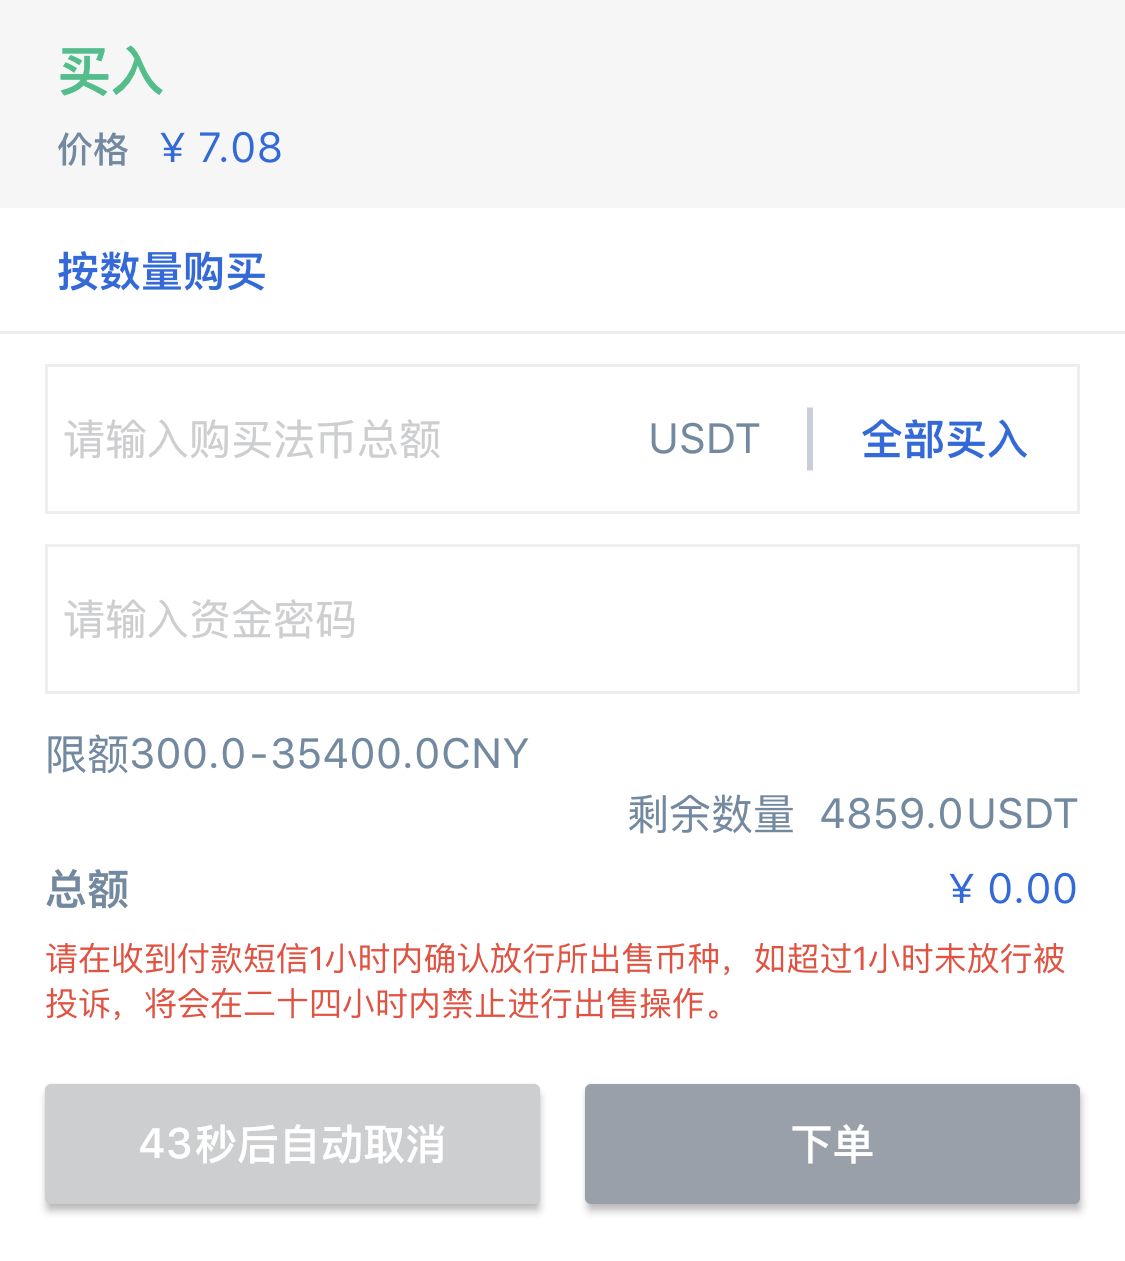 买入
价格 ¥ 7.08
按数量购买
请输入购买法币总额 USDT 全部买入
请输入资金密码
限额300.0-35400.0CNY
剩余数量 4859.0USDT
总额 ¥ 0.00
请在收到付款短信1小时内确认放行所出售币种，如超过1小时未放行被
投诉，将会在二十四小时内禁止进行出售操作。
43秒后自动取消 下单